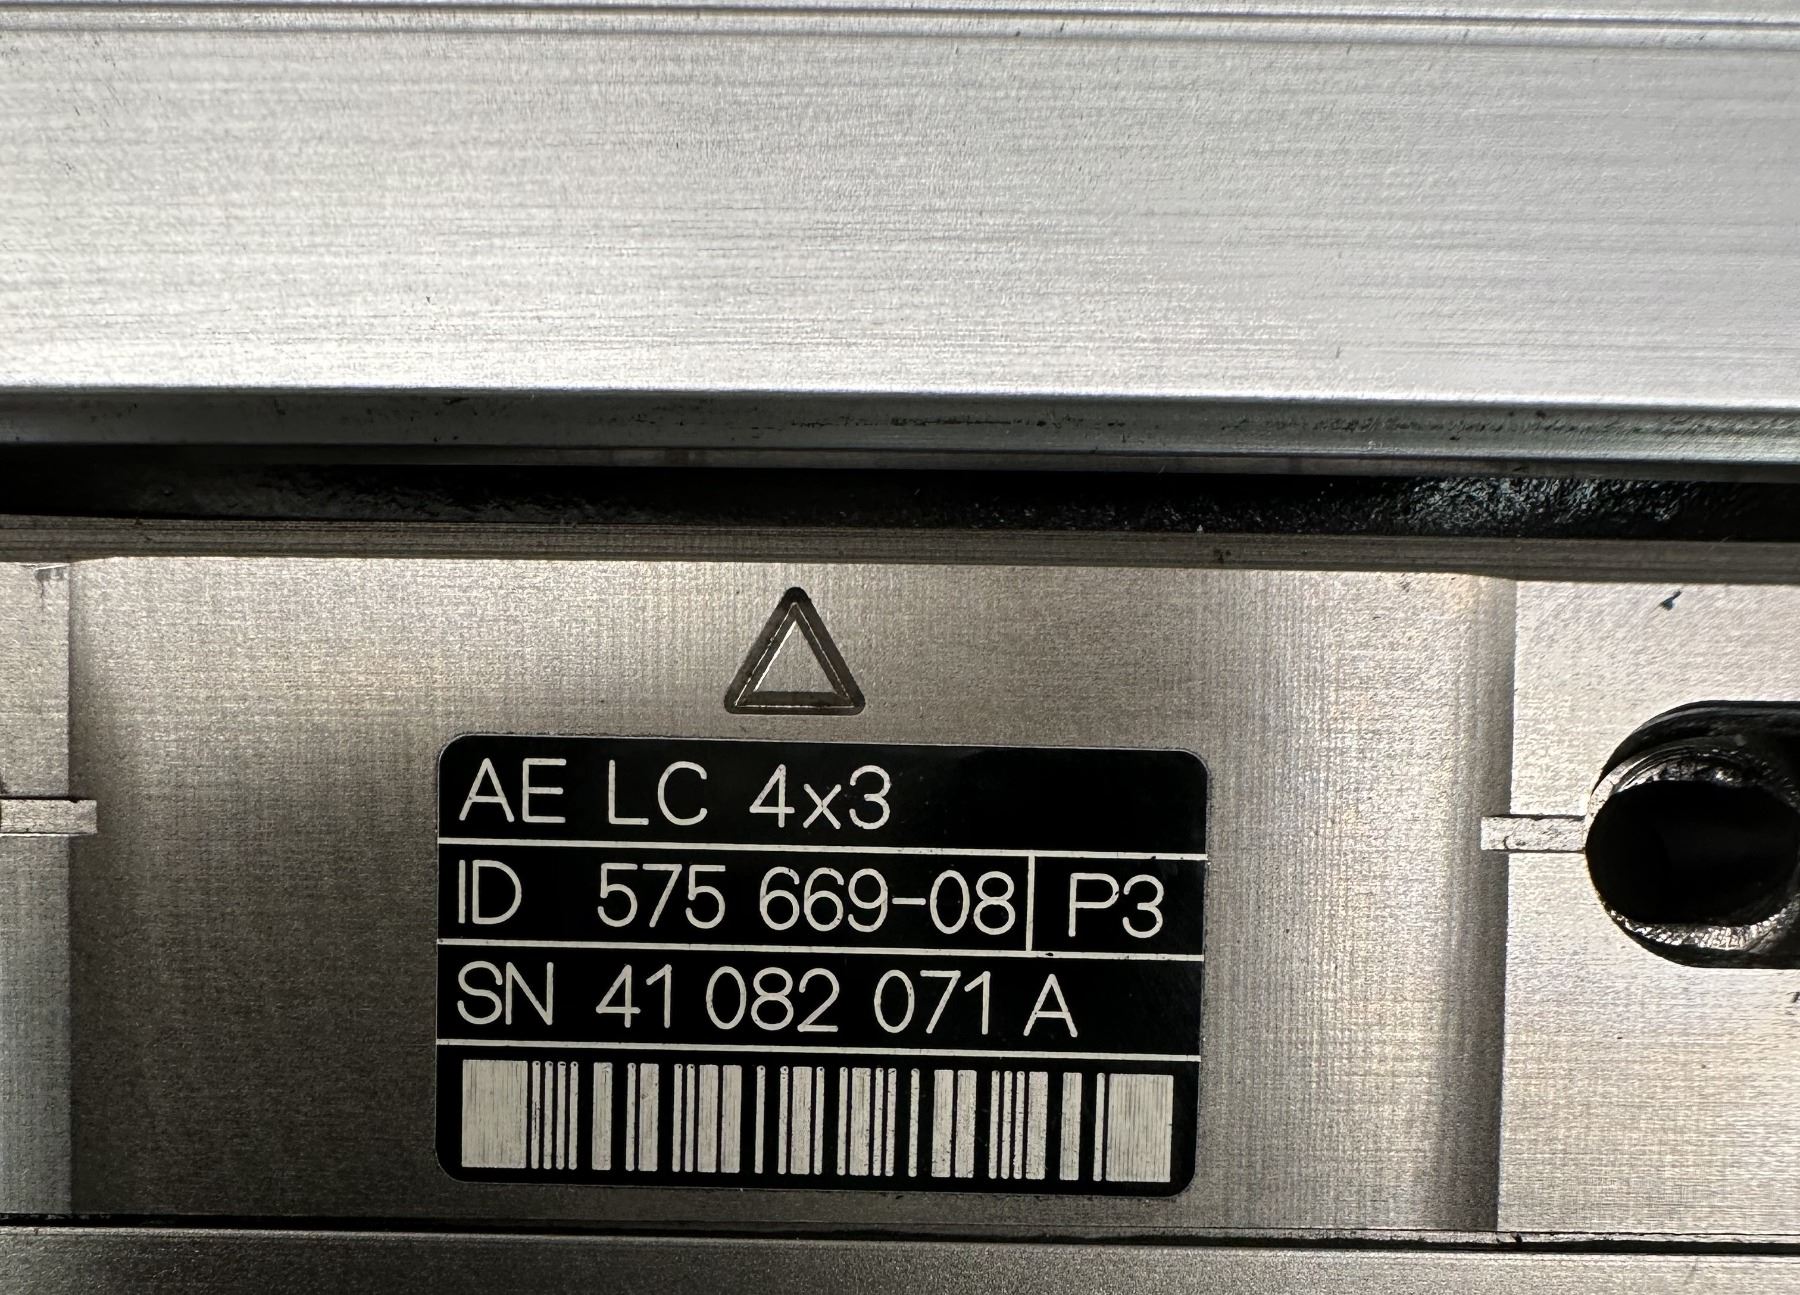 AE LC 4x3
ID 575 669-08 P3
SN 41 082 071 A